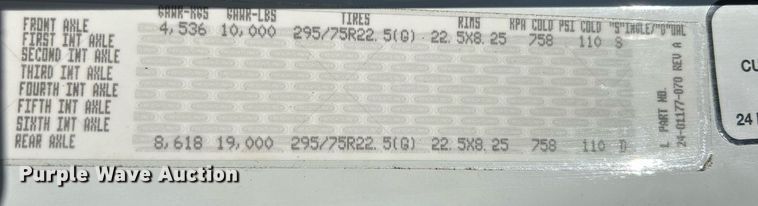 GAWR-KGS GAWR-LBS TIRES RIMS KPA COLD PSI COLD "S"INGLE/"D"UAL
FRONT AXLE 4,536 10,000 295/75R22.5(G) 22.5X8.25 758 110 S
FIRST INT AXLE
SECOND INT AXLE
THIRD INT AXLE
FOURTH INT AXLE
FIFTH INT AXLE
SIXTH INT AXLE
REAR AXLE 8,618 19,000 295/75R22.5(G) 22.5X8.25 758 110 D
L PART NO.
24-01177-070 REV A
CU
24
Purple Wave Auction